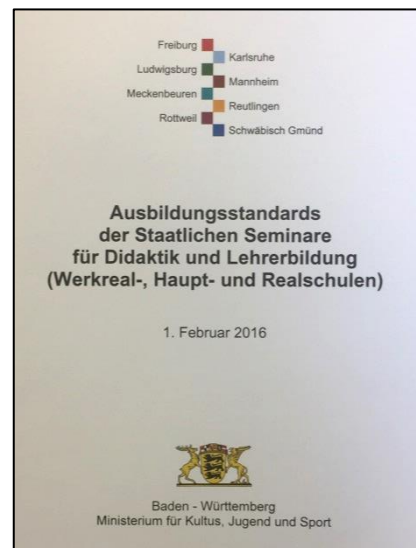 Freiburg
Karlsruhe
Ludwigsburg
Mannheim
Meckenbeuren
Reutlingen
Rottweil
Schwäbisch Gmünd
Ausbildungsstandards
der Staatlichen Seminare
für Didaktik und Lehrerbildung
(Werkreal-, Haupt- und Realschulen)
1. Februar 2016
Baden - Württemberg
Ministerium für Kultus, Jugend und Sport